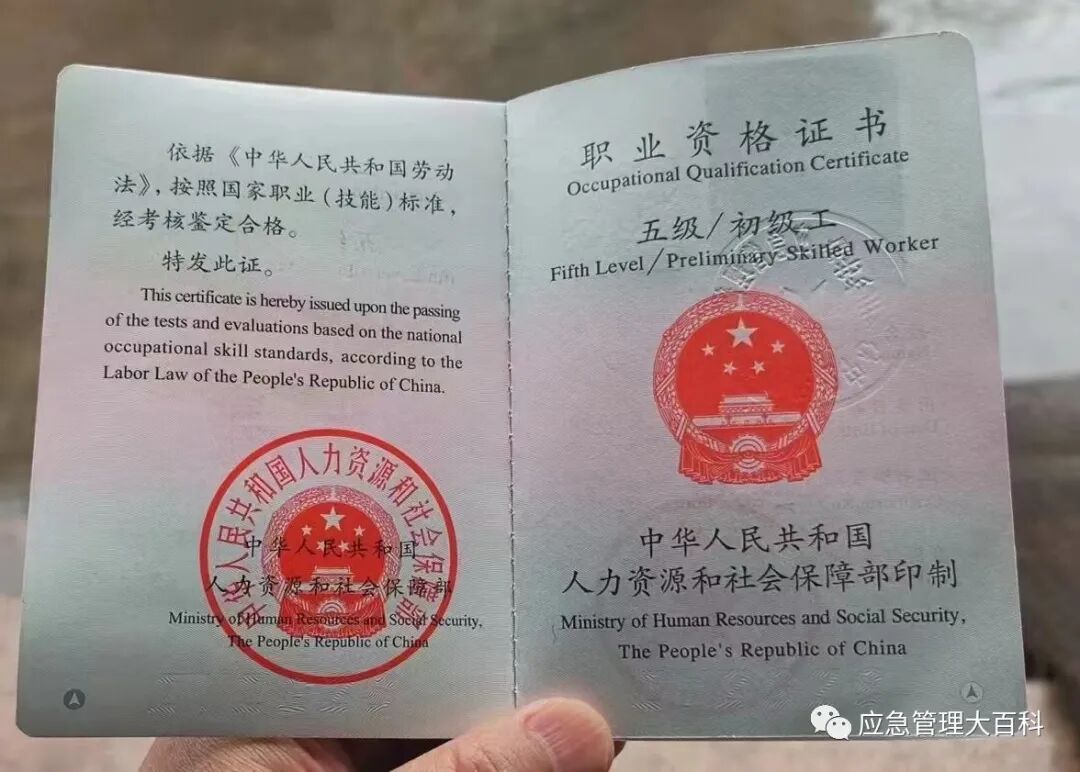 依据《中华人民共和国劳动
法》，按照国家职业（技能）标准，
经考核鉴定合格。
特发此证。
This certificate is hereby issued upon the passing
of the tests and evaluations based on the national
occupational skill standards, according to the
Labor Law of the People's Republic of China.
中华人民共和国人力资源和社会保障部
中华人民共和国
人力资源和社会保障部
Ministry of Human Resources and Social Security,
The People's Republic of China
职业资格证书
Occupational Qualification Certificate
五级/初级工
Fifth Level/Preliminary Skilled Worker
中华人民共和国
人力资源和社会保障部印制
Ministry of Human Resources and Social Security,
The People's Republic of China
应急管理大百科